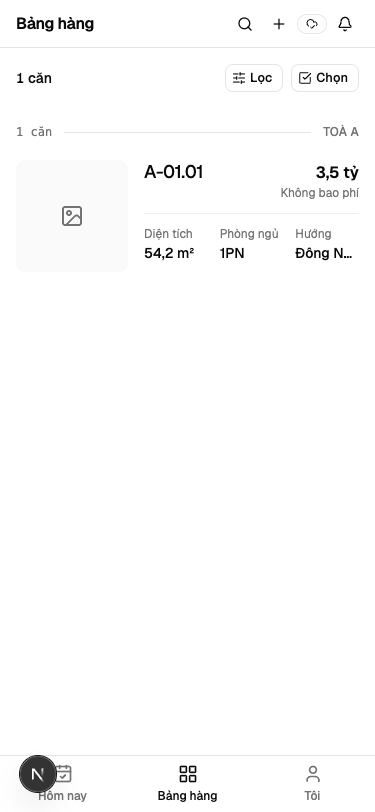 Bảng hàng
1 căn
Lọc
Chọn
1 căn
TOÀ A
A-01.01
3,5 tỷ
Không bao phí
Diện tích
Phòng ngủ
Hướng
54,2 m²
1PN
Đông N...
N
Hôm nay
Bảng hàng
Tôi